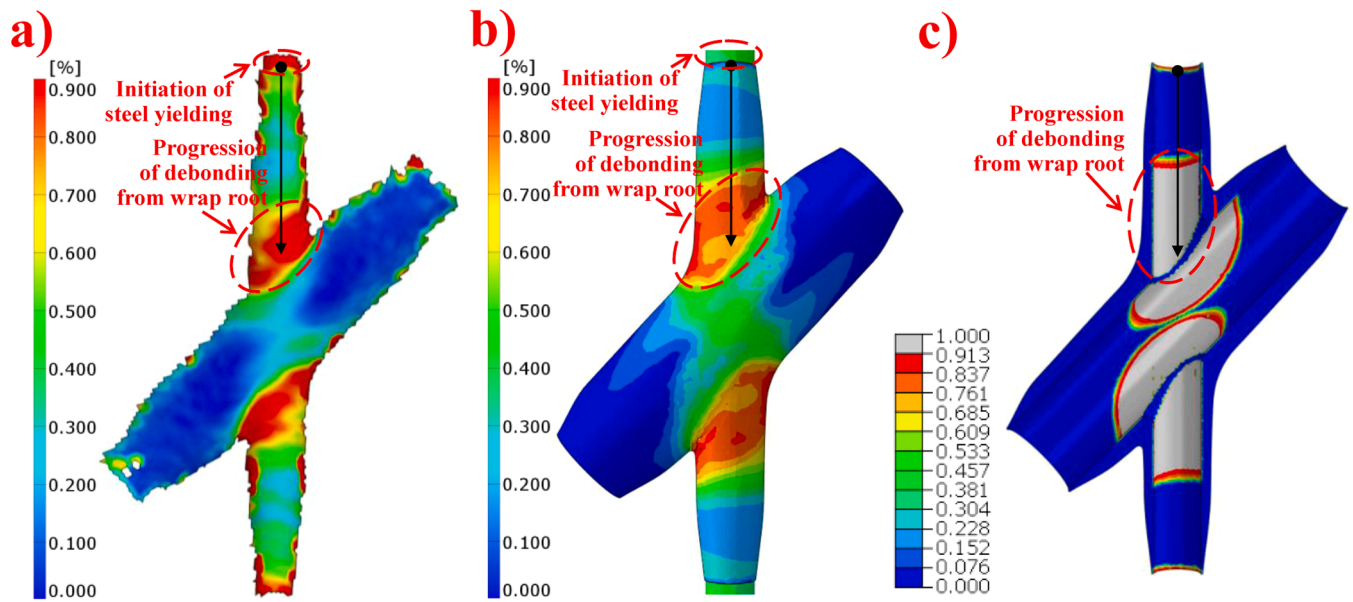 a)
[%]
0.900
0.800
0.700
0.600
0.500
0.400
0.300
0.200
0.100
0.000
Initiation of
steel yielding
Progression
of debonding
from wrap root
b)
[%]
0.900
0.800
0.700
0.600
0.500
0.400
0.300
0.200
0.100
0.000
Initiation of
steel yielding
Progression
of debonding
from wrap root
c)
Progression
of debonding
from wrap root
1.000
0.913
0.837
0.761
0.685
0.609
0.533
0.457
0.381
0.304
0.228
0.152
0.076
0.000